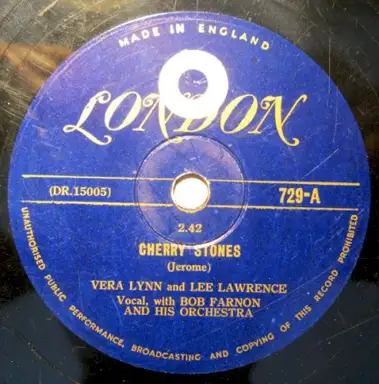 MADE IN ENGLAND
LONDON
(DR.15005)
729-A
2.42
CHERRY STONES
(Jerome)
VERA LYNN and LEE LAWRENCE
Vocal, with BOB FARNON
AND HIS ORCHESTRA
UNAUTHORISED PUBLIC PERFORMANCE, BROADCASTING AND COPYING OF THIS RECORD PROHIBITED